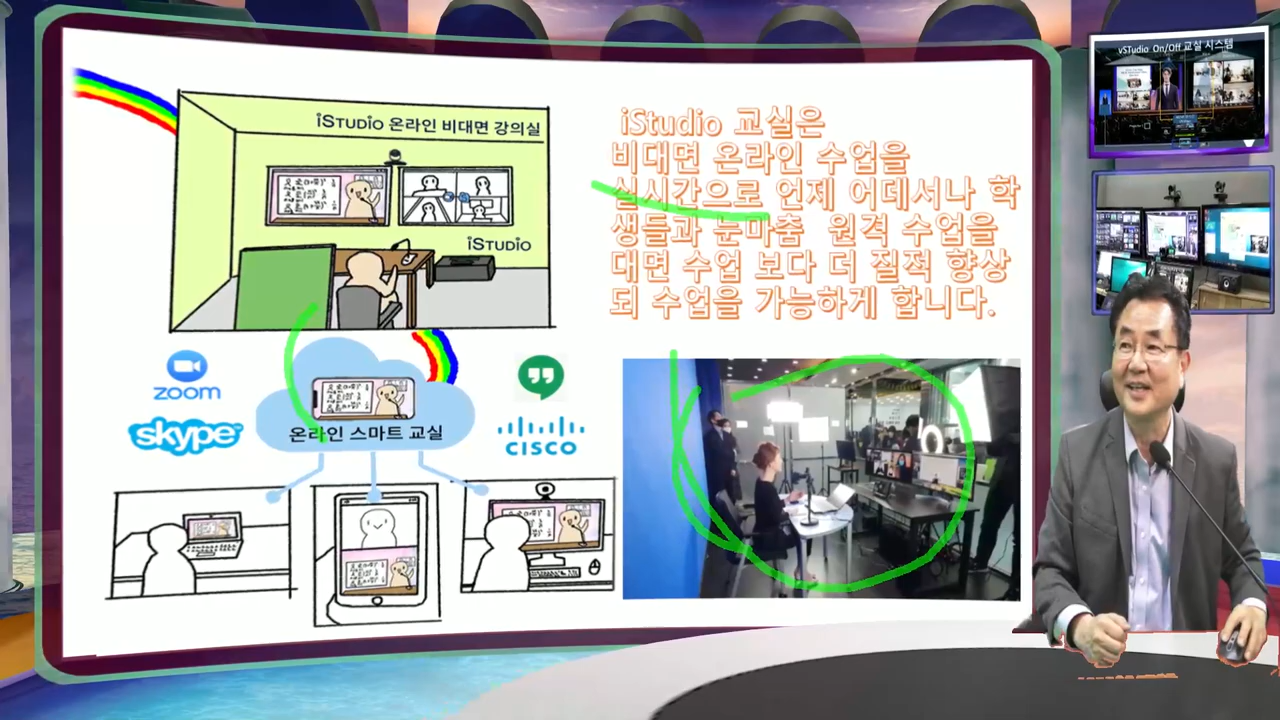 vSTudio On/Off 교실 시스템
iSTUDIO 온라인 비대면 강의실
iSTUDIO
iStudio 교실은
비대면 온라인 수업을
실시간으로 언제 어데서나 학
생들과 눈마춤 원격 수업을
대면 수업 보다 더 질적 향상
되 수업을 가능하게 합니다.
zoom
skype
온라인 스마트 교실
CISCO